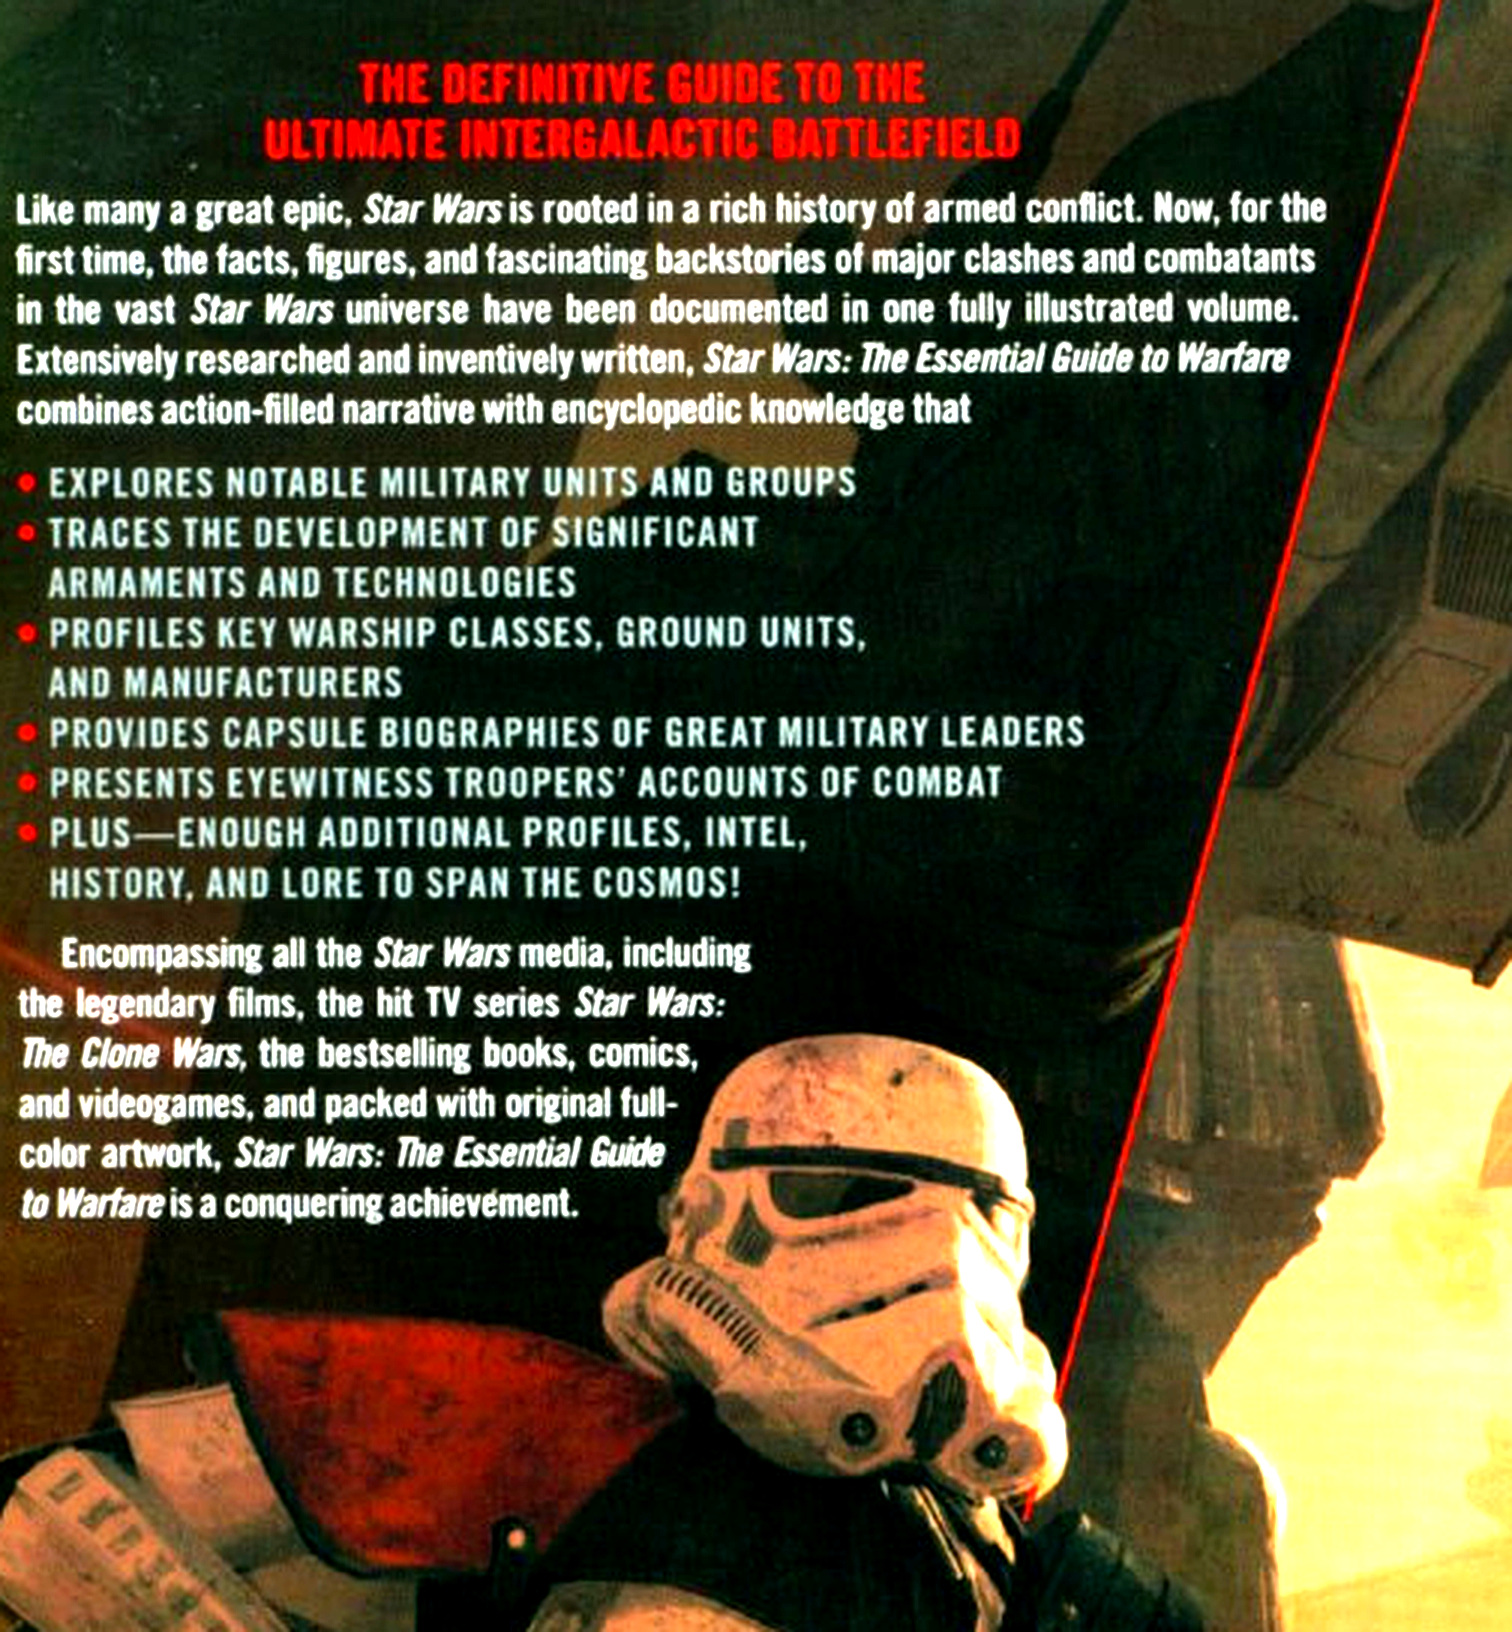 THE DEFINITIVE GUIDE TO THE
ULTIMATE INTERGALACTIC BATTLEFIELD
Like many a great epic, Star Wars is rooted in a rich history of armed conflict. Now, for the
first time, the facts, figures, and fascinating backstories of major clashes and combatants
in the vast Star Wars universe have been documented in one fully illustrated volume.
Extensively researched and inventively written, Star Wars: The Essential Guide to Warfare
combines action-filled narrative with encyclopedic knowledge that
• EXPLORES NOTABLE MILITARY UNITS AND GROUPS
• TRACES THE DEVELOPMENT OF SIGNIFICANT
ARMAMENTS AND TECHNOLOGIES
• PROFILES KEY WARSHIP CLASSES, GROUND UNITS,
AND MANUFACTURERS
• PROVIDES CAPSULE BIOGRAPHIES OF GREAT MILITARY LEADERS
• PRESENTS EYEWITNESS TROOPERS' ACCOUNTS OF COMBAT
• PLUS—ENOUGH ADDITIONAL PROFILES, INTEL,
HISTORY, AND LORE TO SPAN THE COSMOS!
Encompassing all the Star Wars media, including
the legendary films, the hit TV series Star Wars:
The Clone Wars, the bestselling books, comics,
and videogames, and packed with original full-
color artwork, Star Wars: The Essential Guide
to Warfare is a conquering achievement.